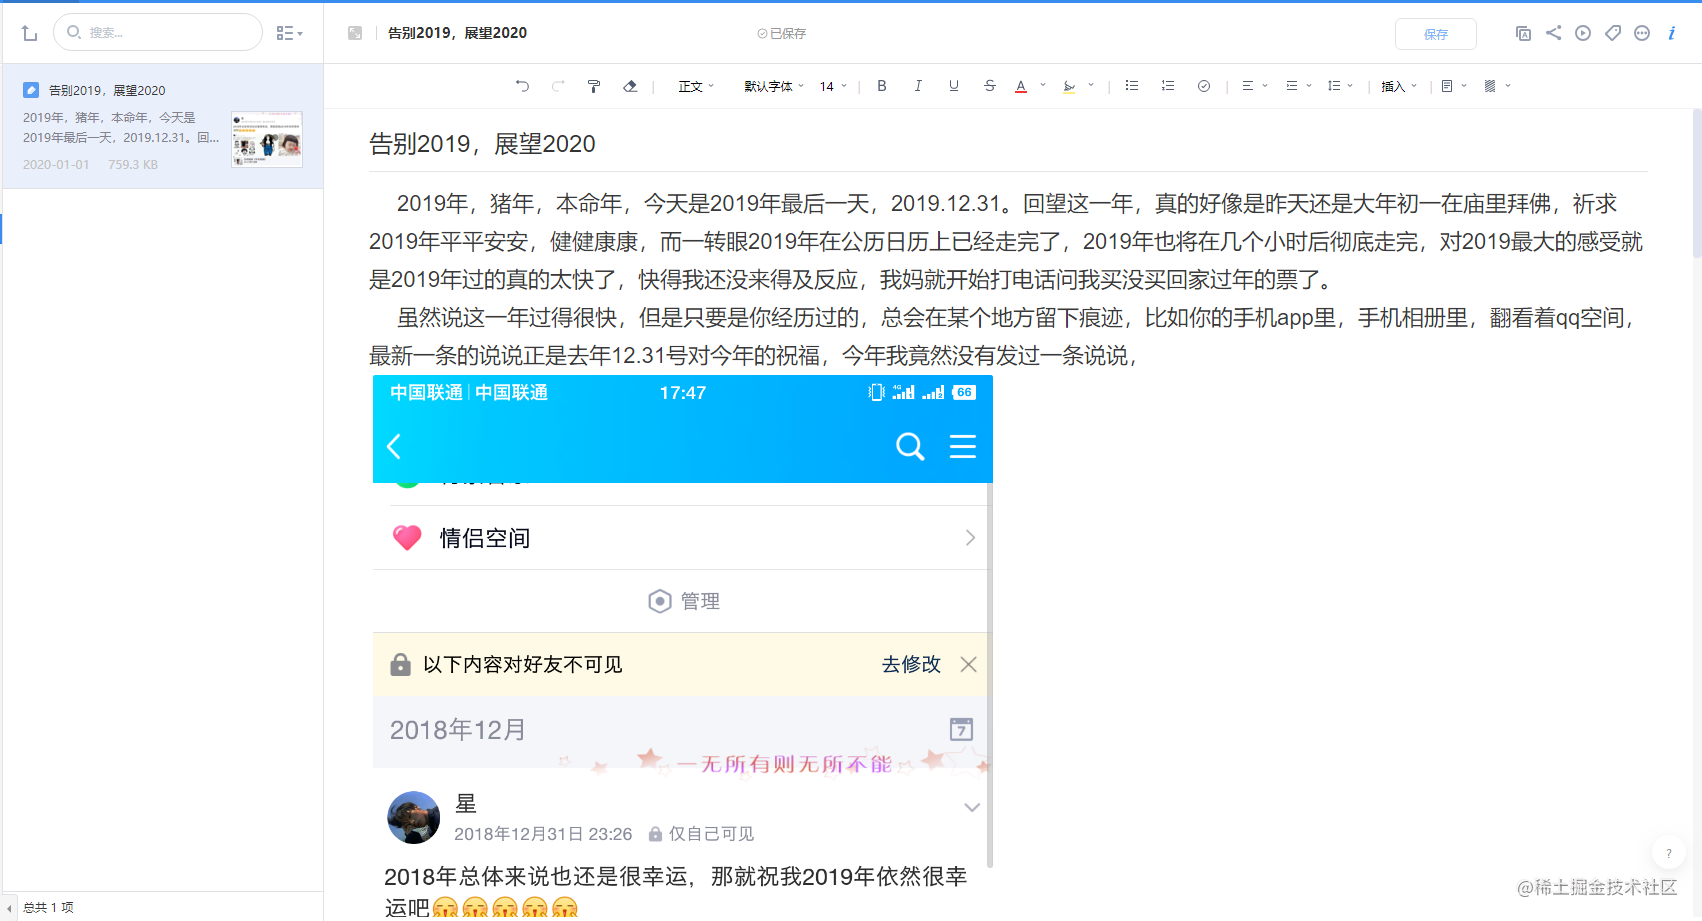 搜索...
告别2019，展望2020
已保存
保存
告别2019，展望2020
2019年，猪年，本命年，今天是
2019年最后一天，2019.12.31。回...
2020-01-01 759.3 KB
正文 默认字体 14 B I U S A 插入
告别2019，展望2020
2019年，猪年，本命年，今天是2019年最后一天，2019.12.31。回望这一年，真的好像是昨天还是大年初一在庙里拜佛，祈求
2019年平平安安，健健康康，而一转眼2019年在公历日历上已经走完了，2019年也将在几个小时后彻底走完，对2019最大的感受就
是2019年过的真的太快了，快得我还没来得及反应，我妈就开始打电话问我买没买回家过年的票了。
虽然说这一年过得很快，但是只要是你经历过的，总会在某个地方留下痕迹，比如你的手机app里，手机相册里，翻看着qq空间，
最新一条的说说正是去年12.31号对今年的祝福，今年我竟然没有发过一条说说，
中国联通 中国联通 17:47 4G 66
情侣空间
管理
以下内容对好友不可见 去修改
2018年12月 7
一无所有则无所不能
星
2018年12月31日 23:26 仅自己可见
2018年总体来说也还是很幸运，那就祝我2019年依然很幸
运吧
?
@稀土掘金技术社区
总共 1 项